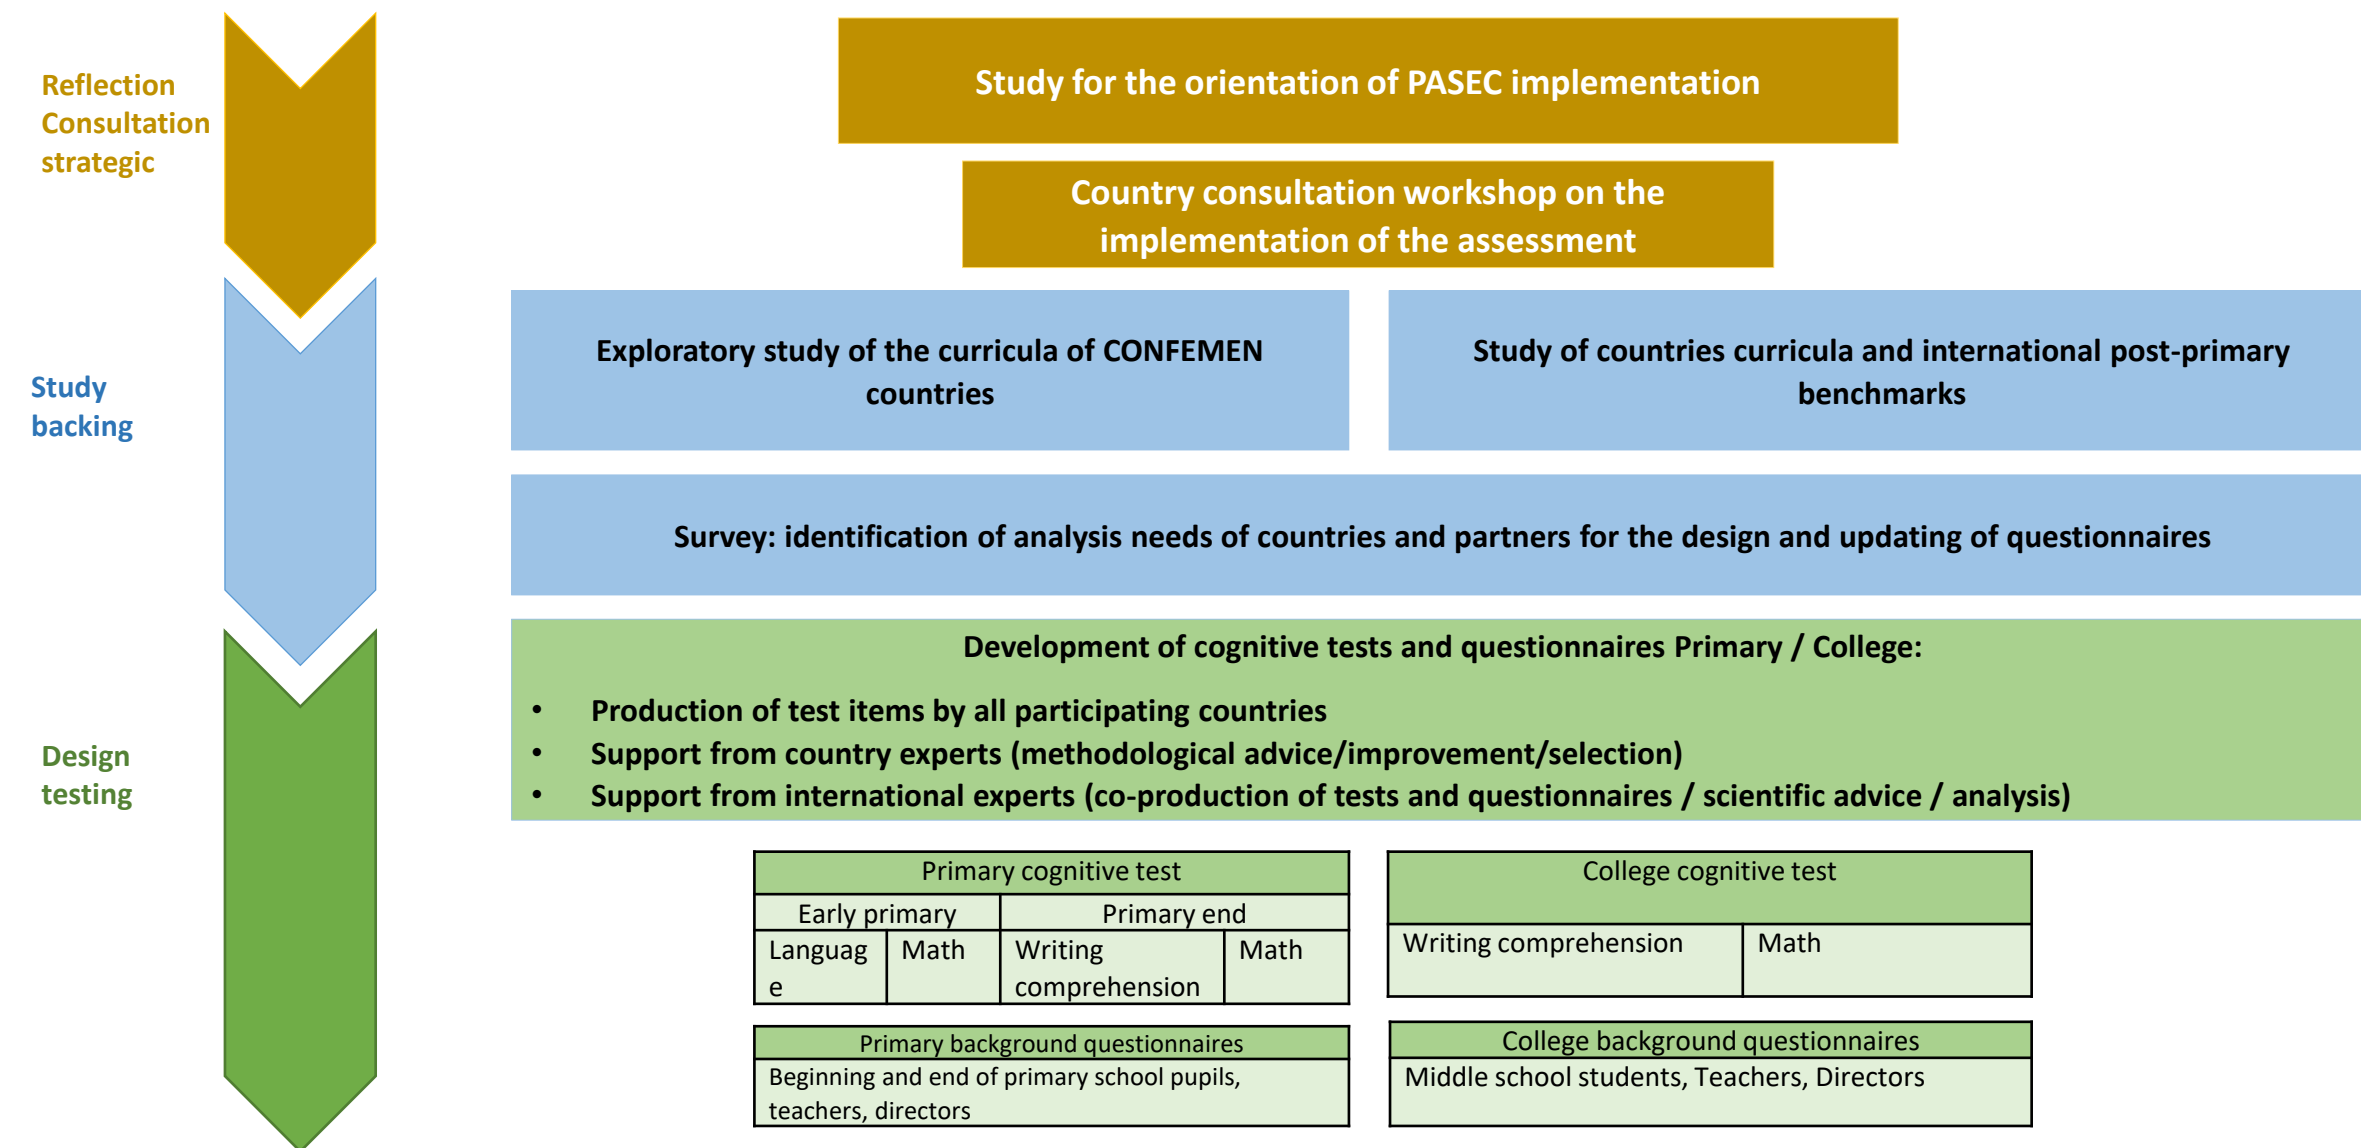 Reflection
Consultation
strategic
Study for the orientation of PASEC implementation
Country consultation workshop on the
implementation of the assessment
Study
backing
Exploratory study of the curricula of CONFEMEN
countries
Study of countries curricula and international post-primary
benchmarks
Survey: identification of analysis needs of countries and partners for the design and updating of questionnaires
Design
testing
Development of cognitive tests and questionnaires Primary / College:
• Production of test items by all participating countries
• Support from country experts (methodological advice/improvement/selection)
• Support from international experts (co-production of tests and questionnaires / scientific advice / analysis)
Primary cognitive test
Early primary
Primary end
Languag
e
Math
Writing
comprehension
Math
College cognitive test
Writing comprehension
Math
Primary background questionnaires
Beginning and end of primary school pupils,
teachers, directors
College background questionnaires
Middle school students, Teachers, Directors